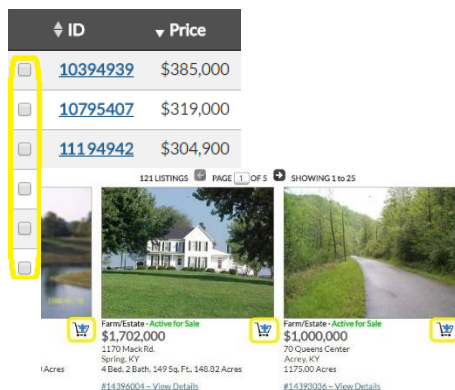 ID Price
10394939 $385,000
10795407 $319,000
11194942 $304,900
121 LISTINGS PAGE 1 OF 5 SHOWING 1 to 25
Farm/Estate - Active for Sale
$1,702,000
1170 Mack Rd.
Spring, KY
4 Bed, 2 Bath, 149 Sq. Ft., 148.82 Acres
#14396004 – View Details
Farm/Estate - Active for Sale
$1,000,000
70 Queens Center
Acrey, KY
1175.00 Acres
#14393036 – View Details
Acres